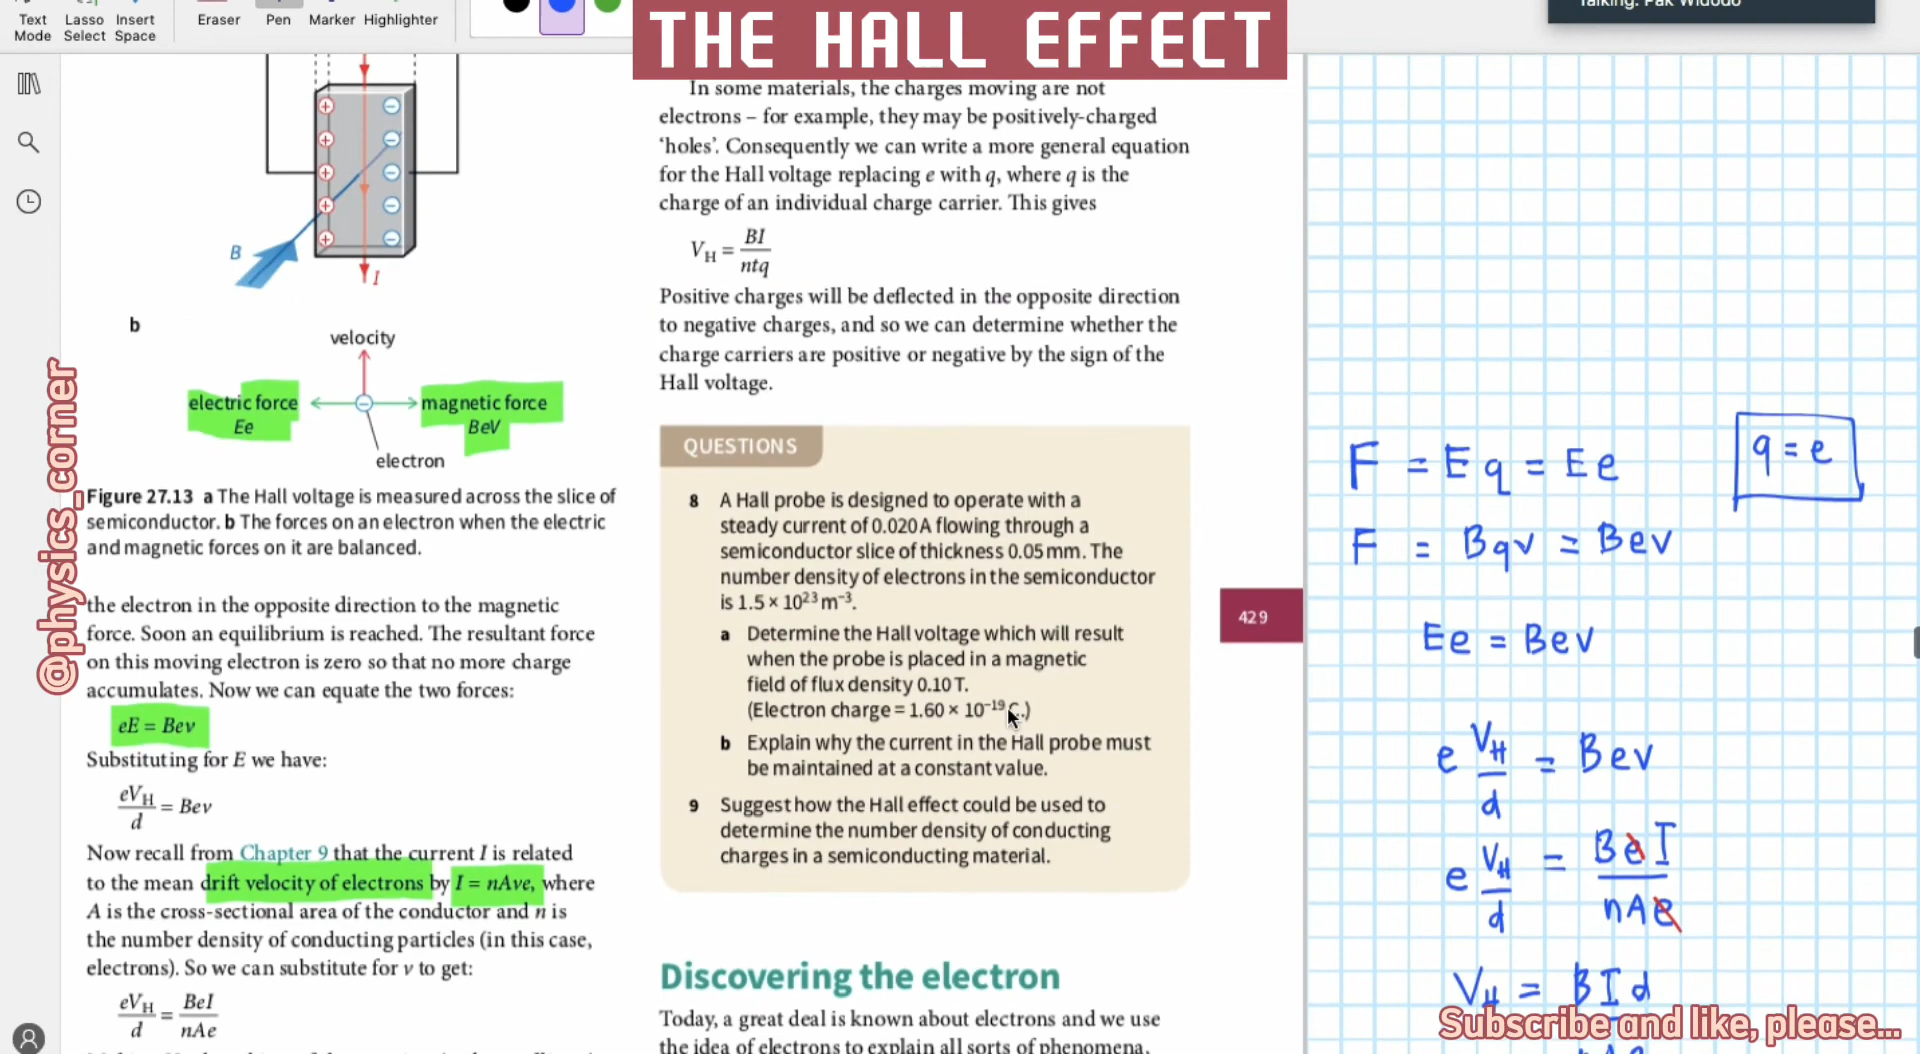 Text Mode
Lasso Select
Insert Space
Eraser
Pen
Marker
Highlighter
THE HALL EFFECT
Talking: Pak Widodo
B
I
b
velocity
electric force
Ee
magnetic force
BeV
electron
Figure 27.13 a The Hall voltage is measured across the slice of
semiconductor. b The forces on an electron when the electric
and magnetic forces on it are balanced.
the electron in the opposite direction to the magnetic
force. Soon an equilibrium is reached. The resultant force
on this moving electron is zero so that no more charge
accumulates. Now we can equate the two forces:
eE = Bev
Substituting for E we have:
eV_H/d = Bev
Now recall from Chapter 9 that the current I is related
to the mean drift velocity of electrons by I = nAve, where
A is the cross-sectional area of the conductor and n is
the number density of conducting particles (in this case,
electrons). So we can substitute for v to get:
eV_H/d = BeI/nAe
In some materials, the charges moving are not
electrons – for example, they may be positively-charged
‘holes’. Consequently we can write a more general equation
for the Hall voltage replacing e with q, where q is the
charge of an individual charge carrier. This gives
V_H = BI/ntq
Positive charges will be deflected in the opposite direction
to negative charges, and so we can determine whether the
charge carriers are positive or negative by the sign of the
Hall voltage.
QUESTIONS
8 A Hall probe is designed to operate with a
steady current of 0.020 A flowing through a
semiconductor slice of thickness 0.05 mm. The
number density of electrons in the semiconductor
is 1.5 × 10²³ m⁻³.
a Determine the Hall voltage which will result
when the probe is placed in a magnetic
field of flux density 0.10 T.
(Electron charge = 1.60 × 10⁻¹⁹ C.)
b Explain why the current in the Hall probe must
be maintained at a constant value.
9 Suggest how the Hall effect could be used to
determine the number density of conducting
charges in a semiconducting material.
429
Discovering the electron
Today, a great deal is known about electrons and we use
the idea of electrons to explain all sorts of phenomena,
F = Eq = Ee
q = e
F = Bqv = Bev
Ee = Bev
e V_H/d = Bev
e V_H/d = BeI/nAe
V_H = BId
@physics_corner
Subscribe and like, please...